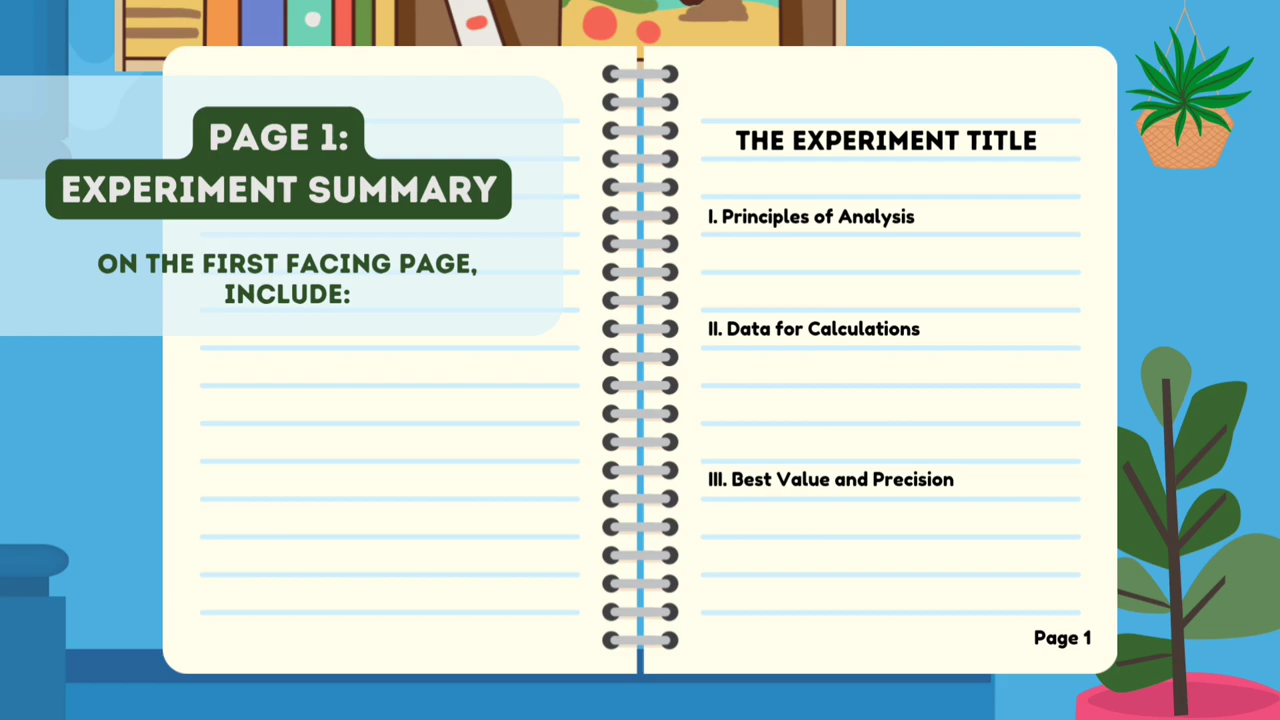 PAGE 1:
EXPERIMENT SUMMARY
ON THE FIRST FACING PAGE,
INCLUDE:
THE EXPERIMENT TITLE
I. Principles of Analysis
II. Data for Calculations
III. Best Value and Precision
Page 1